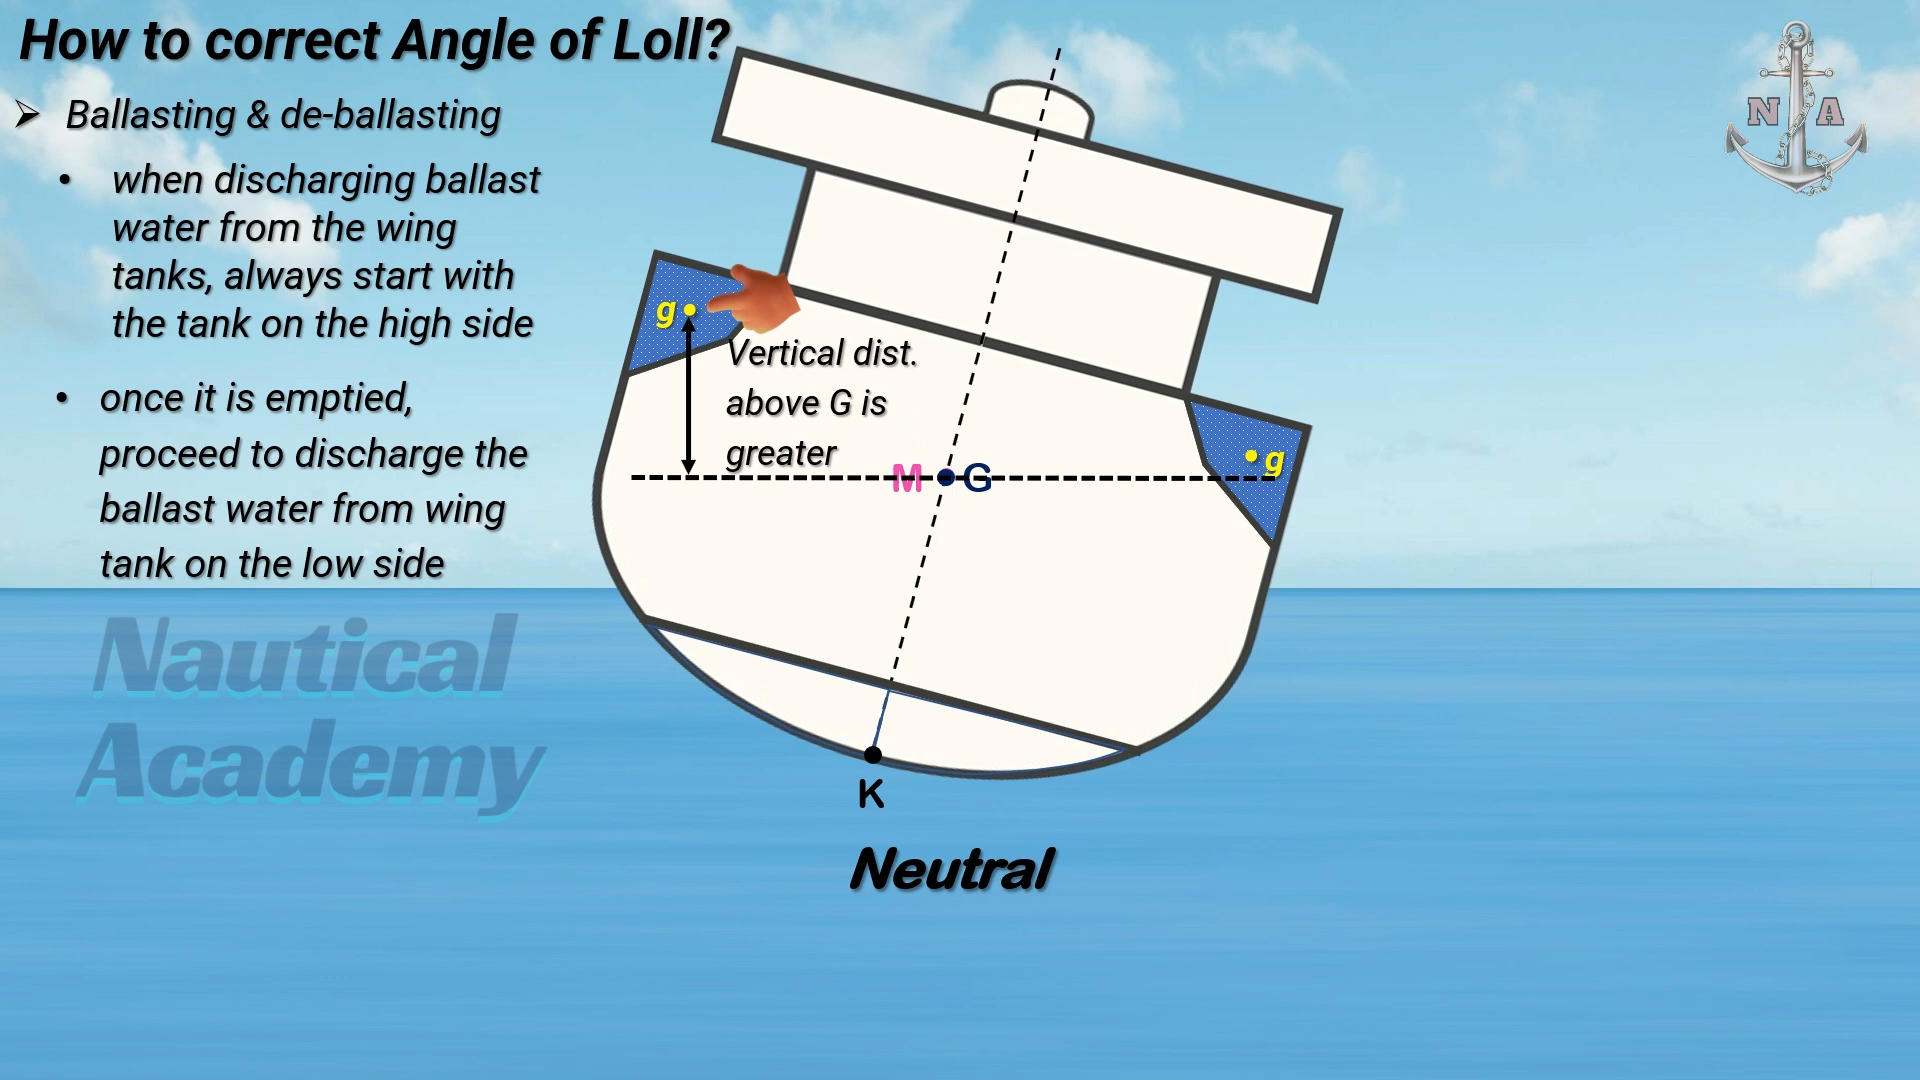 How to correct Angle of Loll?
➢ Ballasting & de-ballasting
• when discharging ballast
water from the wing
tanks, always start with
the tank on the high side
• once it is emptied,
proceed to discharge the
ballast water from wing
tank on the low side
N A
g
Vertical dist.
above G is
greater
g
M G
K
Neutral
Nautical
Academy